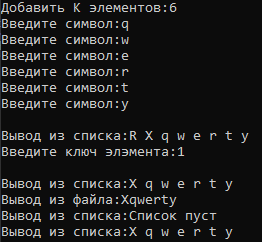 Добавить К элементов:6
Введите символ:q
Введите символ:w
Введите символ:e
Введите символ:r
Введите символ:t
Введите символ:y
Вывод из списка:R X q w e r t y
Введите ключ элэмента:1
Вывод из списка:X q w e r t y
Вывод из файла:Xqwerty
Вывод из списка:Список пуст
Вывод из списка:X q w e r t y